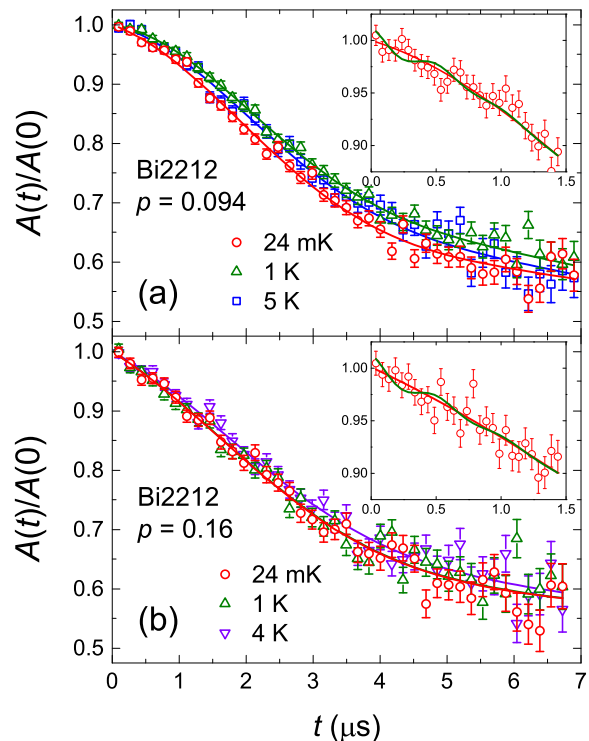 A(t)/A(0)
1.0
0.9
0.8
0.7
0.6
0.5
Bi2212
p = 0.094
24 mK
1 K
5 K
(a)
1.00
0.95
0.90
0.0 0.5 1.0 1.5
A(t)/A(0)
1.0
0.9
0.8
0.7
0.6
0.5
Bi2212
p = 0.16
24 mK
1 K
4 K
(b)
1.00
0.95
0.90
0.0 0.5 1.0 1.5
0 1 2 3 4 5 6 7
t (μs)